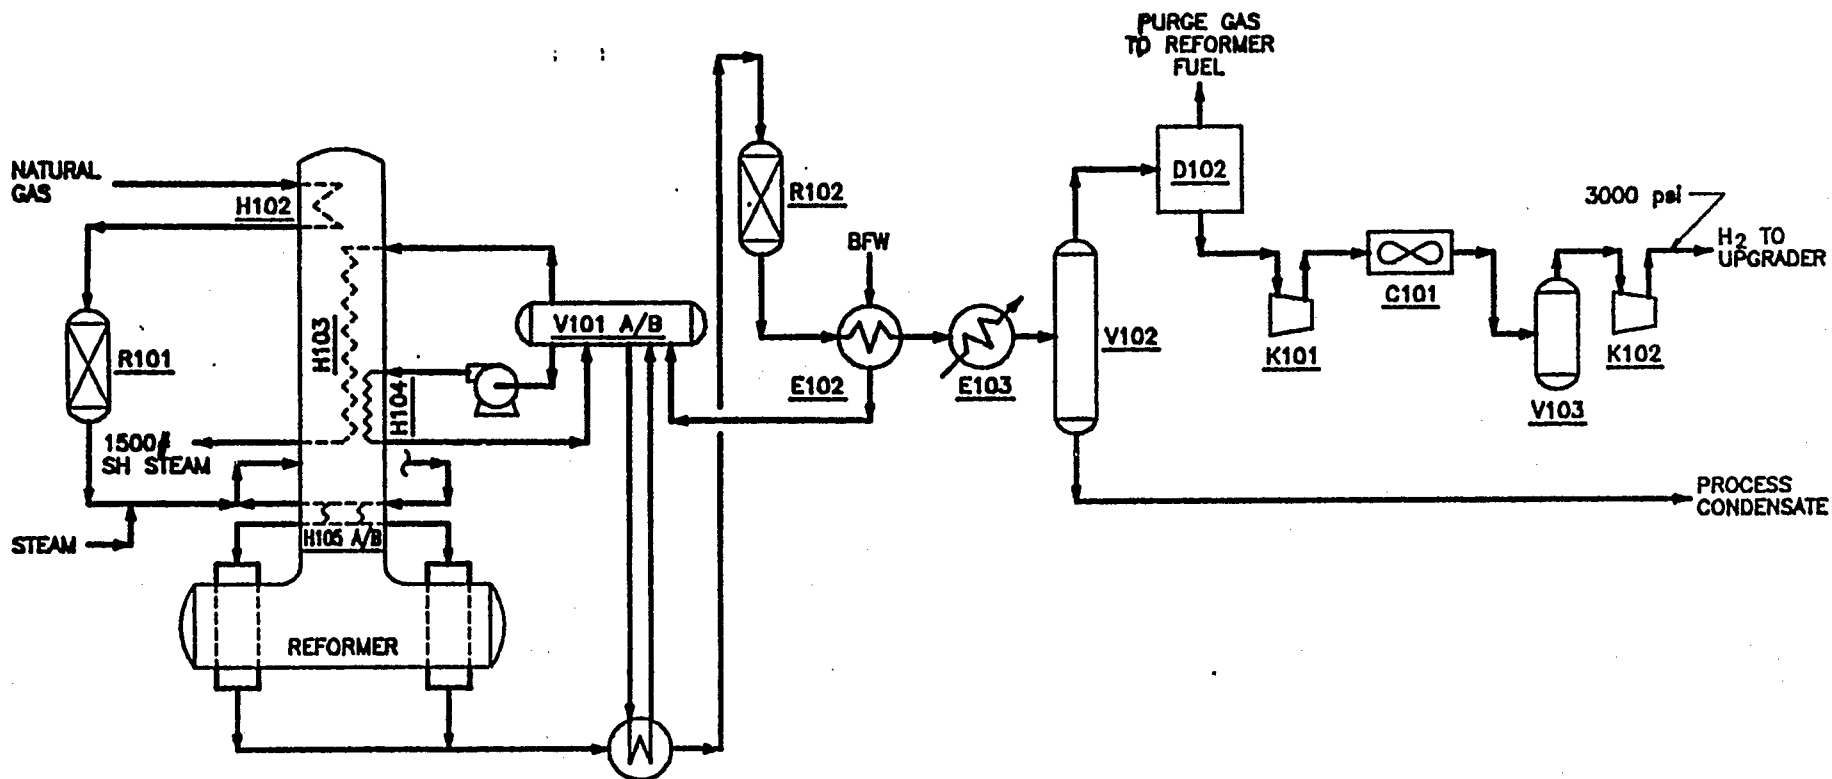 PURGE GAS
TO REFORMER
FUEL
NATURAL
GAS
H102
R102
D102
3000 psi
H2 TO
UPGRADER
BFW
C101
V101 A/B
H103
R101
H104
E102
E103
V102
K101
K102
V103
1500#
SH STEAM
STEAM
H105 A/B
REFORMER
PROCESS
CONDENSATE